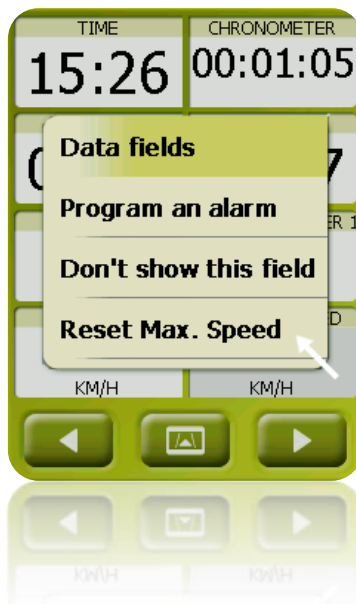 TIME
CHRONOMETER
15:26
00:01:05
Data fields
Program an alarm
Don't show this field
Reset Max. Speed
KM/H
KM/H